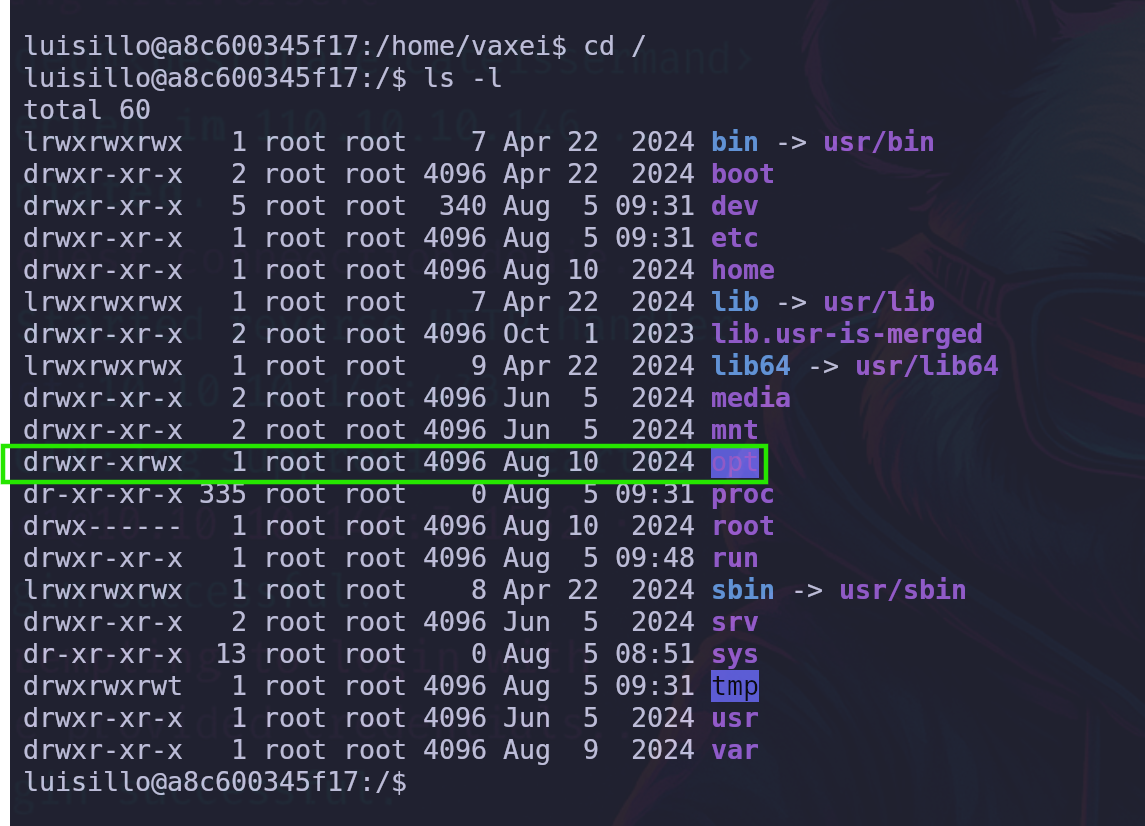 luisillo@a8c600345f17:/home/vaxei$ cd /
luisillo@a8c600345f17:/$ ls -l
total 60
lrwxrwxrwx   1 root root    7 Apr 22  2024 bin -> usr/bin
drwxr-xr-x   2 root root 4096 Apr 22  2024 boot
drwxr-xr-x   5 root root  340 Aug  5 09:31 dev
drwxr-xr-x   1 root root 4096 Aug  5 09:31 etc
drwxr-xr-x   1 root root 4096 Aug 10  2024 home
lrwxrwxrwx   1 root root    7 Apr 22  2024 lib -> usr/lib
drwxr-xr-x   2 root root 4096 Oct  1  2023 lib.usr-is-merged
lrwxrwxrwx   1 root root    9 Apr 22  2024 lib64 -> usr/lib64
drwxr-xr-x   2 root root 4096 Jun  5  2024 media
drwxr-xr-x   2 root root 4096 Jun  5  2024 mnt
drwxr-xrwx   1 root root 4096 Aug 10  2024 opt
dr-xr-xr-x 335 root root    0 Aug  5 09:31 proc
drwx------   1 root root 4096 Aug 10  2024 root
drwxr-xr-x   1 root root 4096 Aug  5 09:48 run
lrwxrwxrwx   1 root root    8 Apr 22  2024 sbin -> usr/sbin
drwxr-xr-x   2 root root 4096 Jun  5  2024 srv
dr-xr-xr-x  13 root root    0 Aug  5 08:51 sys
drwxrwxrwt   1 root root 4096 Aug  5 09:31 tmp
drwxr-xr-x   1 root root 4096 Jun  5  2024 usr
drwxr-xr-x   1 root root 4096 Aug  9  2024 var
luisillo@a8c600345f17:/$